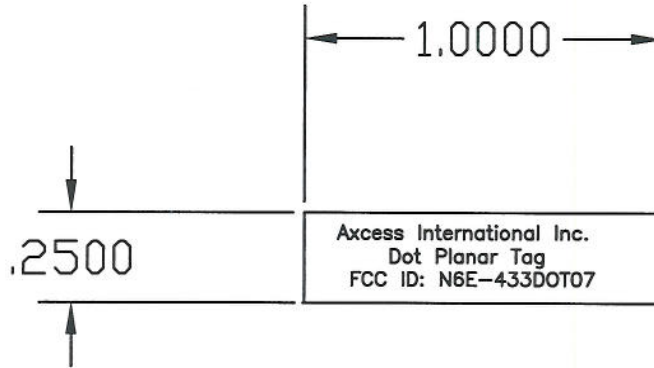 1.0000
.2500
Axcess International Inc.
Dot Planar Tag
FCC ID: N6E-433DOT07